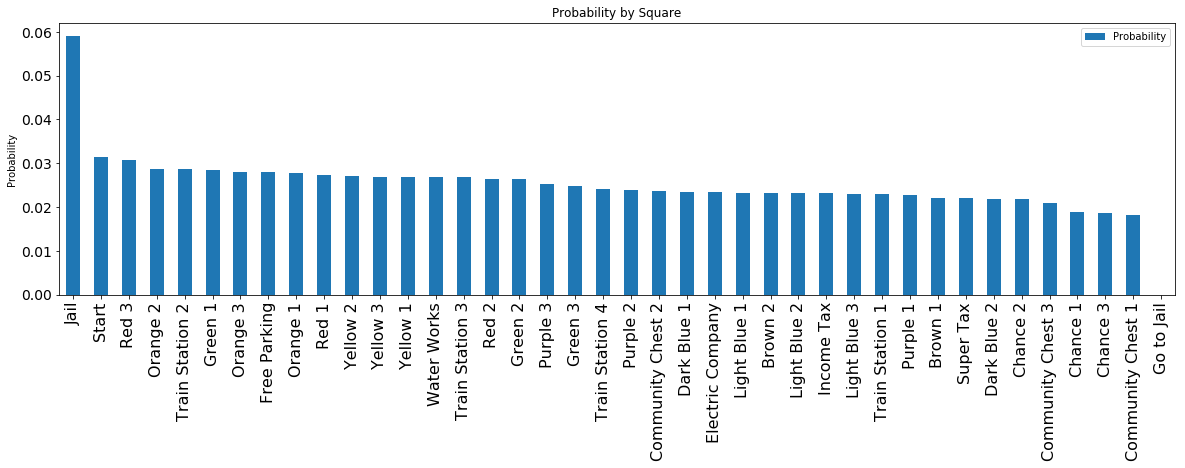 Probability by Square
Probability
0.06
0.05
0.04
0.03
0.02
0.01
0.00
Probability
Jail
Start
Red 3
Orange 2
Train Station 2
Green 1
Orange 3
Free Parking
Orange 1
Red 1
Yellow 2
Yellow 3
Yellow 1
Water Works
Train Station 3
Red 2
Green 2
Purple 3
Green 3
Train Station 4
Purple 2
Community Chest 2
Dark Blue 1
Electric Company
Light Blue 1
Brown 2
Light Blue 2
Income Tax
Light Blue 3
Train Station 1
Purple 1
Brown 1
Super Tax
Dark Blue 2
Chance 2
Community Chest 3
Chance 1
Chance 3
Community Chest 1
Go to Jail